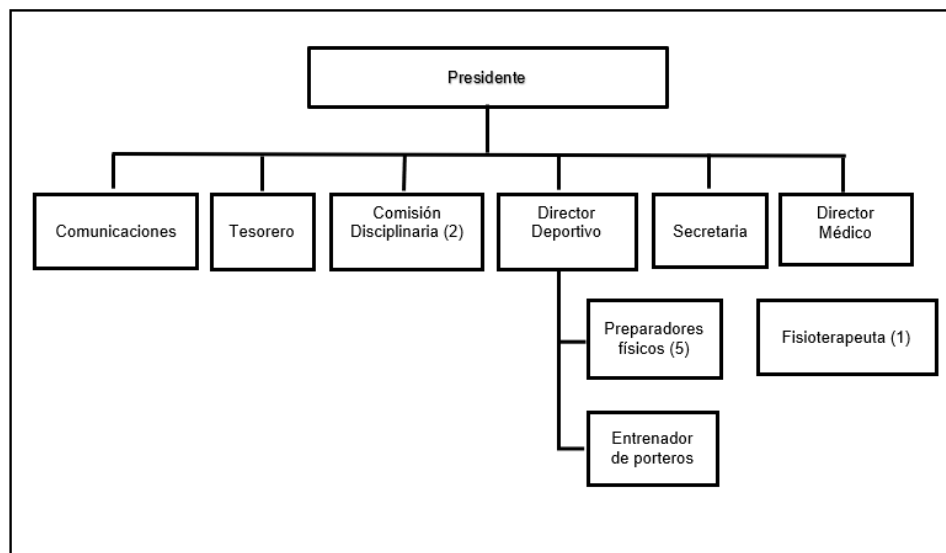 Presidente
Comunicaciones
Tesorero
Comisión
Disciplinaria (2)
Director
Deportivo
Secretaria
Director
Médico
Preparadores
físicos (5)
Fisioterapeuta (1)
Entrenador
de porteros